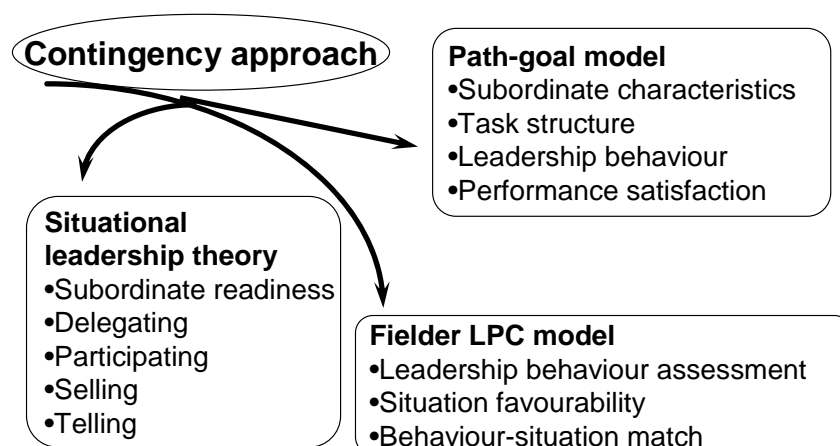 Contingency approach
Path-goal model
•Subordinate characteristics
•Task structure
•Leadership behaviour
•Performance satisfaction
Situational
leadership theory
•Subordinate readiness
•Delegating
•Participating
•Selling
•Telling
Fielder LPC model
•Leadership behaviour assessment
•Situation favourability
•Behaviour-situation match